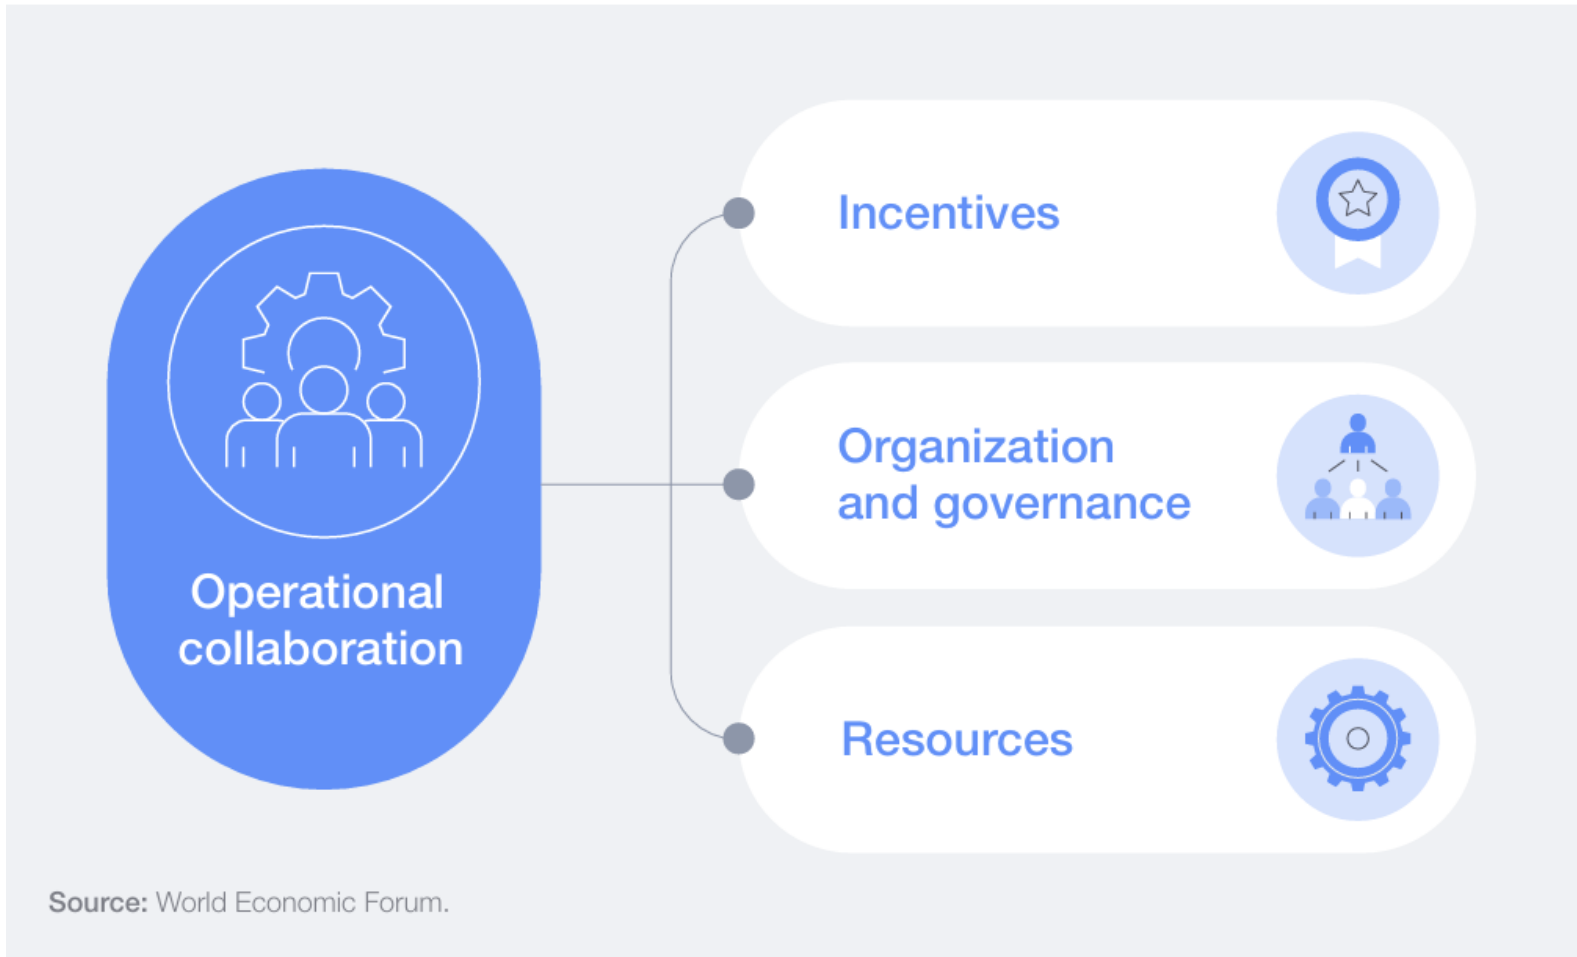 Operational
collaboration
Incentives
Organization
and governance
Resources
Source: World Economic Forum.